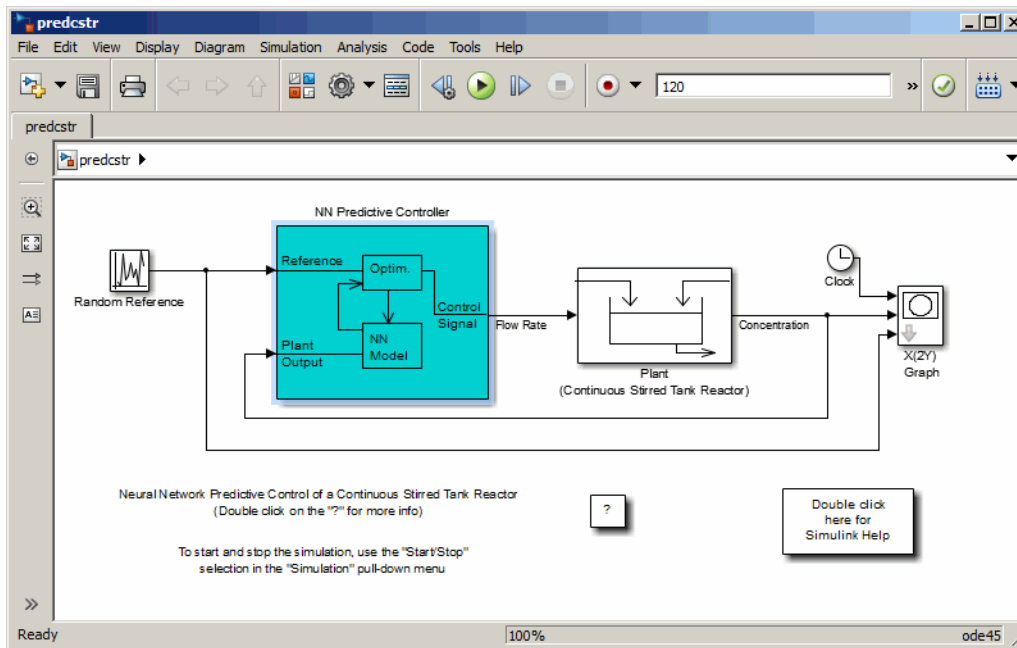 predcstr
File Edit View Display Diagram Simulation Analysis Code Tools Help
120
»
predcstr
predcstr
NN Predictive Controller
Reference
Optim.
Control
Signal
NN
Model
Plant
Output
Random Reference
Flow Rate
Plant
(Continuous Stirred Tank Reactor)
Concentration
Clock
X(2Y)
Graph
Neural Network Predictive Control of a Continuous Stirred Tank Reactor
(Double click on the "?" for more info)
?
Double click
here for
Simulink Help
To start and stop the simulation, use the "Start/Stop"
selection in the "Simulation" pull-down menu
»
Ready
100%
ode45